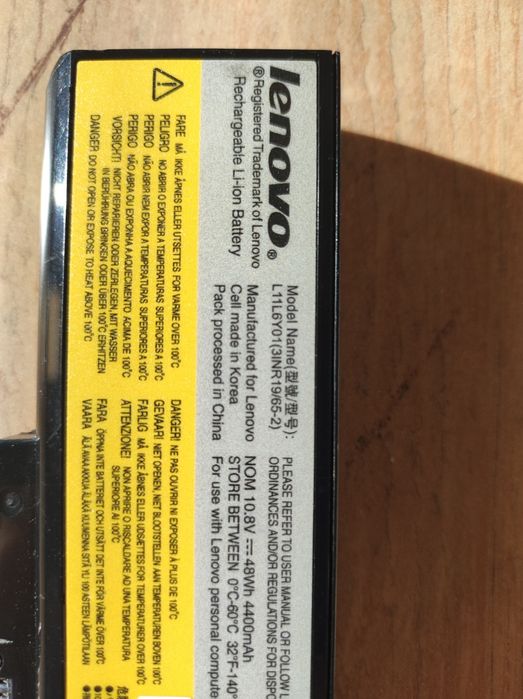 lenovo®
® Registered Trademark of Lenovo
Rechargeable Li-ion Battery
Model Name(型號/型号):
L11L6Y01(3INR19/65-2)
Manufactured for Lenovo
Cell made in Korea
Pack processed in China
PLEASE REFER TO USER MANUAL OR FOLLOW L
ORDINANCES AND/OR REGULATIONS FOR DISPO
NOM 10.8V ⎓ 48Wh 4400mAh
STORE BETWEEN 0°C-60°C 32°F-140°
For use with Lenovo personal compute
FARE MÅ IKKE ÅPNES ELLER UTSETTES FOR VARME OVER 100°C
PELIGRO NO ABRIR O EXPONER A TEMPERATURAS SUPERIORES A 100°C
PERIGO NÃO ABRIR NEM EXPOR A TEMPERATURAS SUPERIORES A 100°C
PERIGO NÃO ABRA OU EXPONHA A AQUECIMENTO ACIMA DE 100°C
VORSICHT! NICHT REPARIEREN ODER ZERLEGEN, MIT WASSER
IN BERÜHRUNG BRINGEN ODER ÜBER 100°C ERHITZEN
DANGER DO NOT OPEN OR EXPOSE TO HEAT ABOVE 100°C
DANGER! NE PAS OUVRIR NI EXPOSER À PLUS DE 100°C
GEVAAR! NIET OPENEN, NIET BLOOTSTELLEN AAN TEMPERATUREN BOVEN 100°C
FARLIG MÅ IKKE ÅBNES ELLER UDSÆTTES FOR TEMPERATURER OVER 100°C
ATTENZIONE! NON APRIRE O RISCALDARE AD UNA TEMPERATURA
SUPERIORE AI 100°C
FARA. ÖPPNA INTE BATTERIET OCH UTSÄTT DET INTE FÖR VÄRME ÖVER 100°C
VAARA ÄLÄ AVAA AKKUA ÄLÄKÄ KUUMENNA SITÄ YLI 100 ASTEEN LÄMPÖTILAAN
危